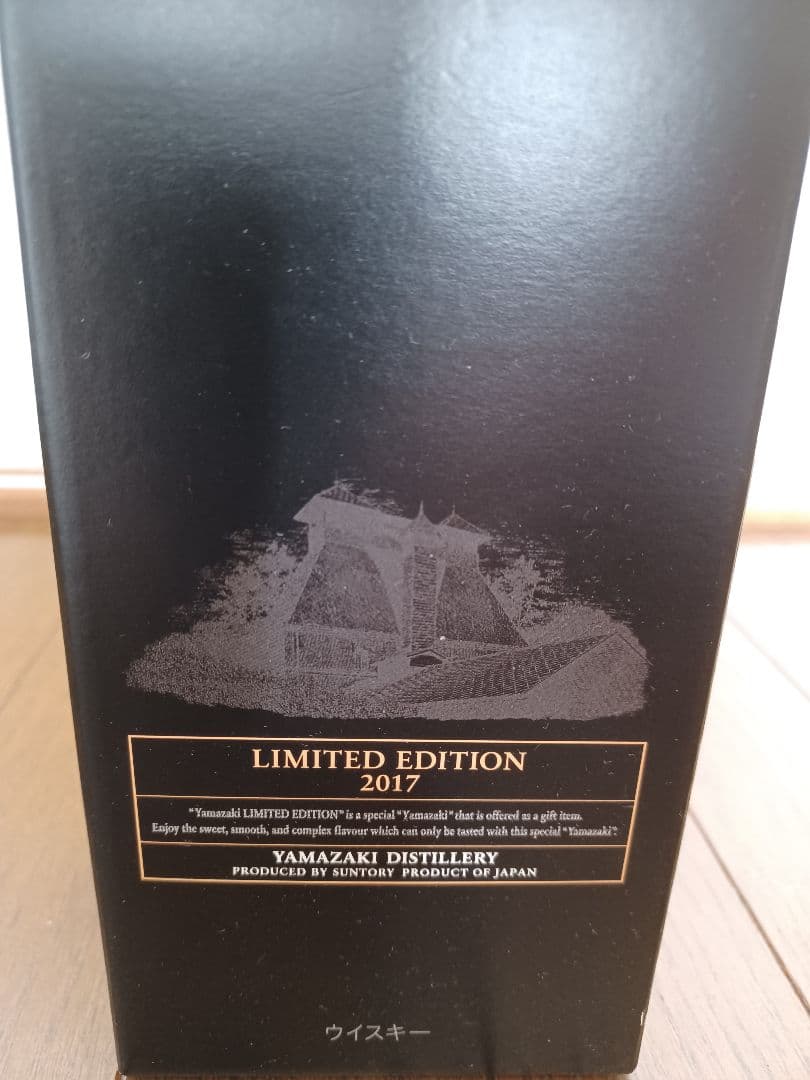 LIMITED EDITION
2017
"Yamazaki LIMITED EDITION" is a special "Yamazaki" that is offered as a gift item.
Enjoy the sweet, smooth, and complex flavour which can only be tasted with this special "Yamazaki".
YAMAZAKI DISTILLERY
PRODUCED BY SUNTORY PRODUCT OF JAPAN
ウイスキー